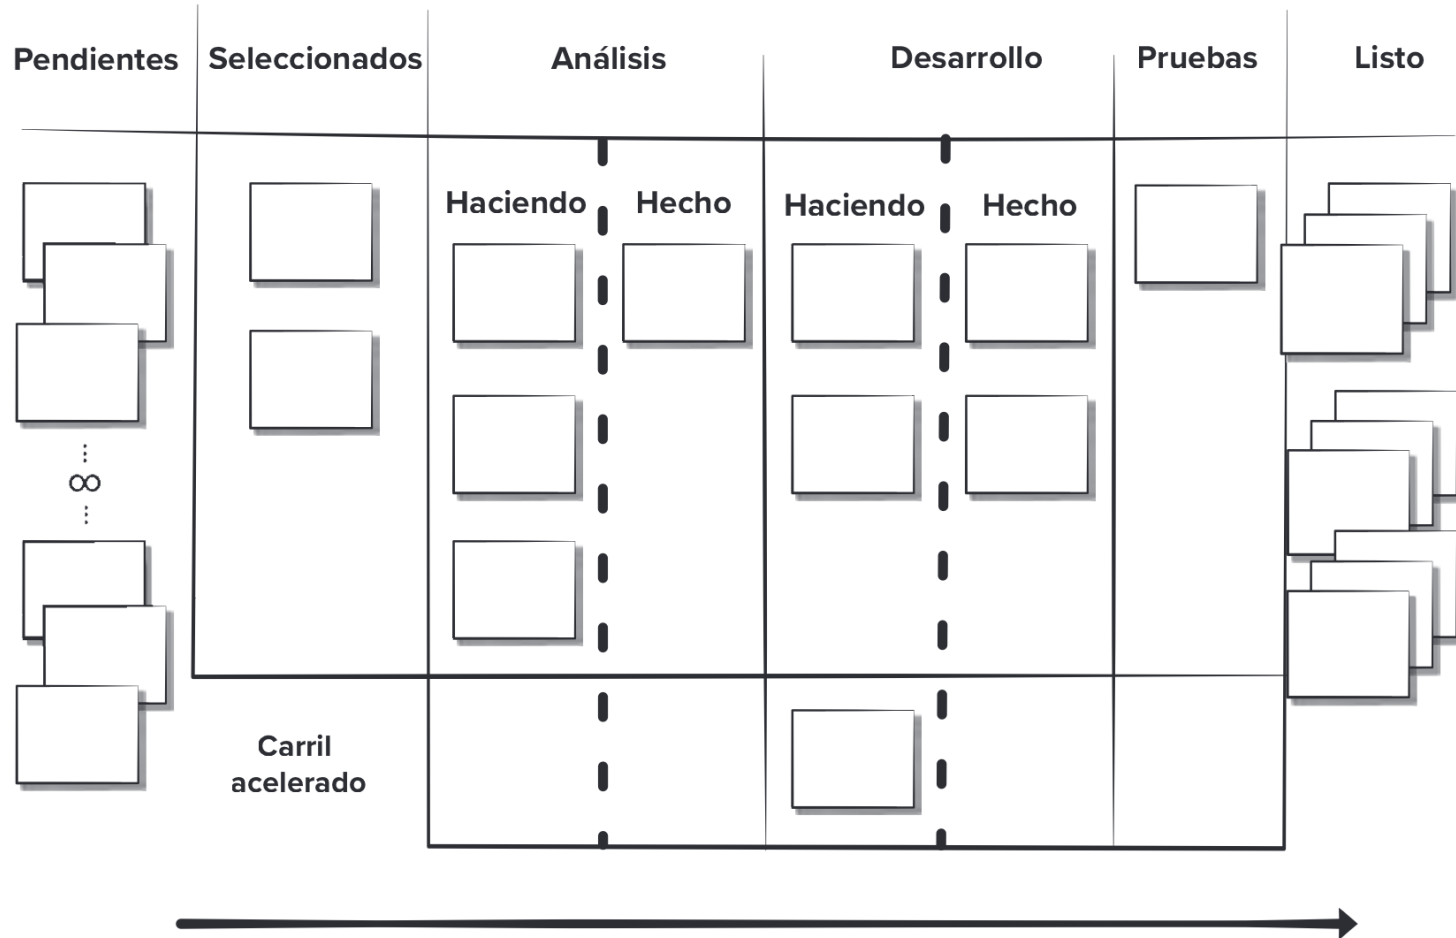 Pendientes
Seleccionados
Análisis
Desarrollo
Pruebas
Listo
Haciendo
Hecho
Haciendo
Hecho
∞
Carril
acelerado